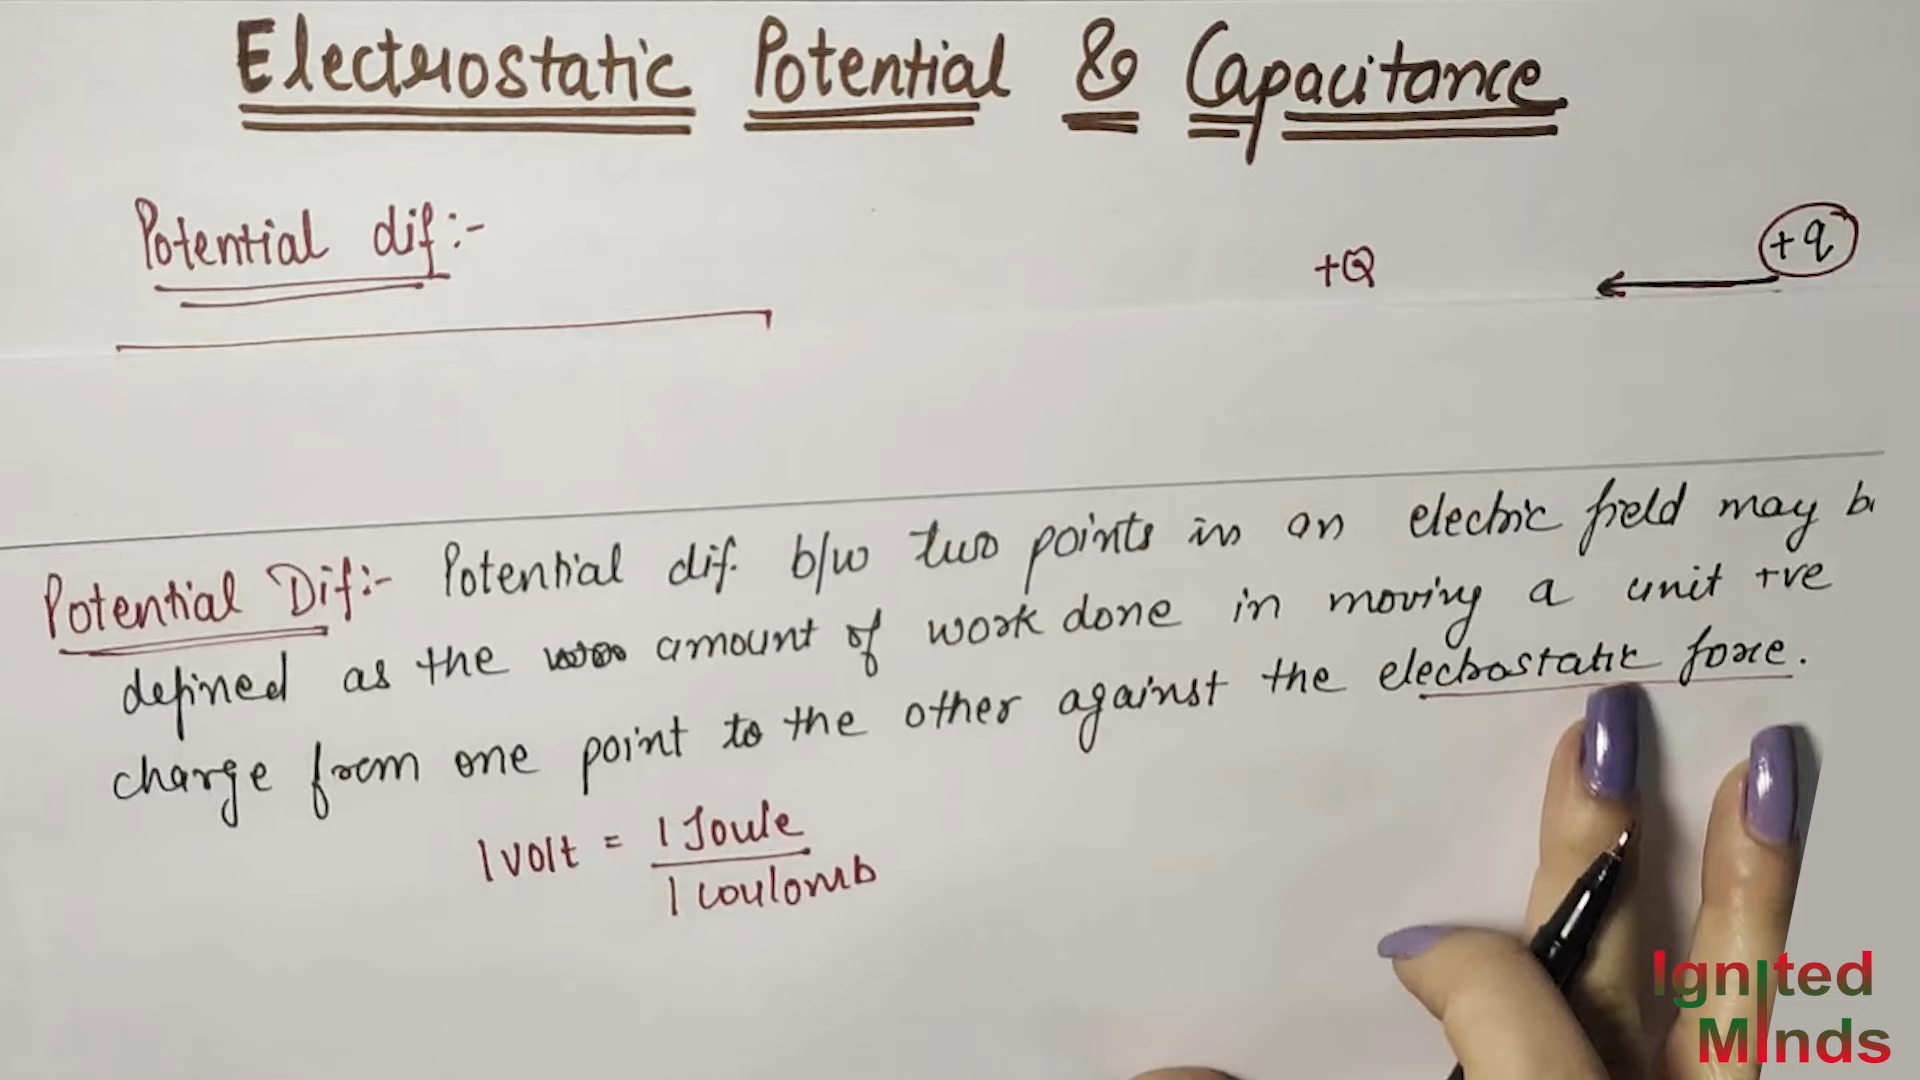 Electrostatic Potential & Capacitance
Potential dif:-
+Q
+q
Potential Dif:- Potential dif. b/w two points in an electric field may b
defined as the amount of work done in moving a unit +ve
charge from one point to the other against the electrostatic force.
1 volt = 1 Joule
1 coulomb
Ignited
Minds